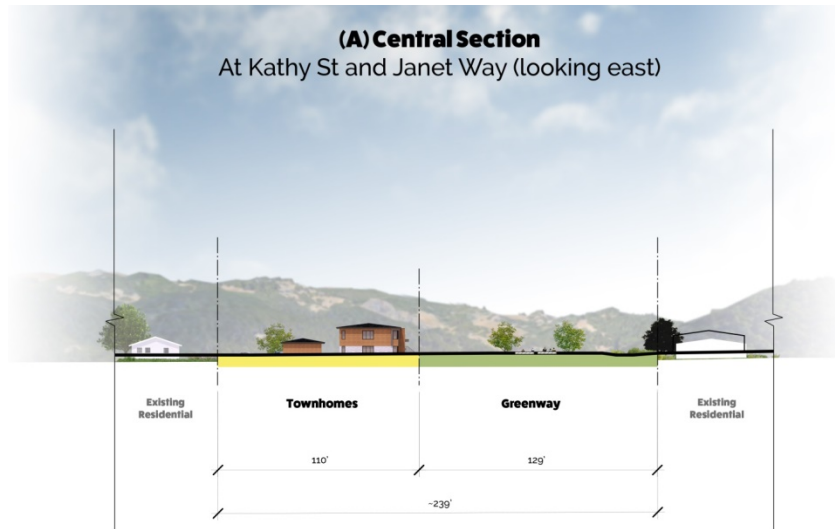 (A) Central Section
At Kathy St and Janet Way (looking east)
Existing
Residential
Townhomes
Greenway
Existing
Residential
110'
129'
~239'